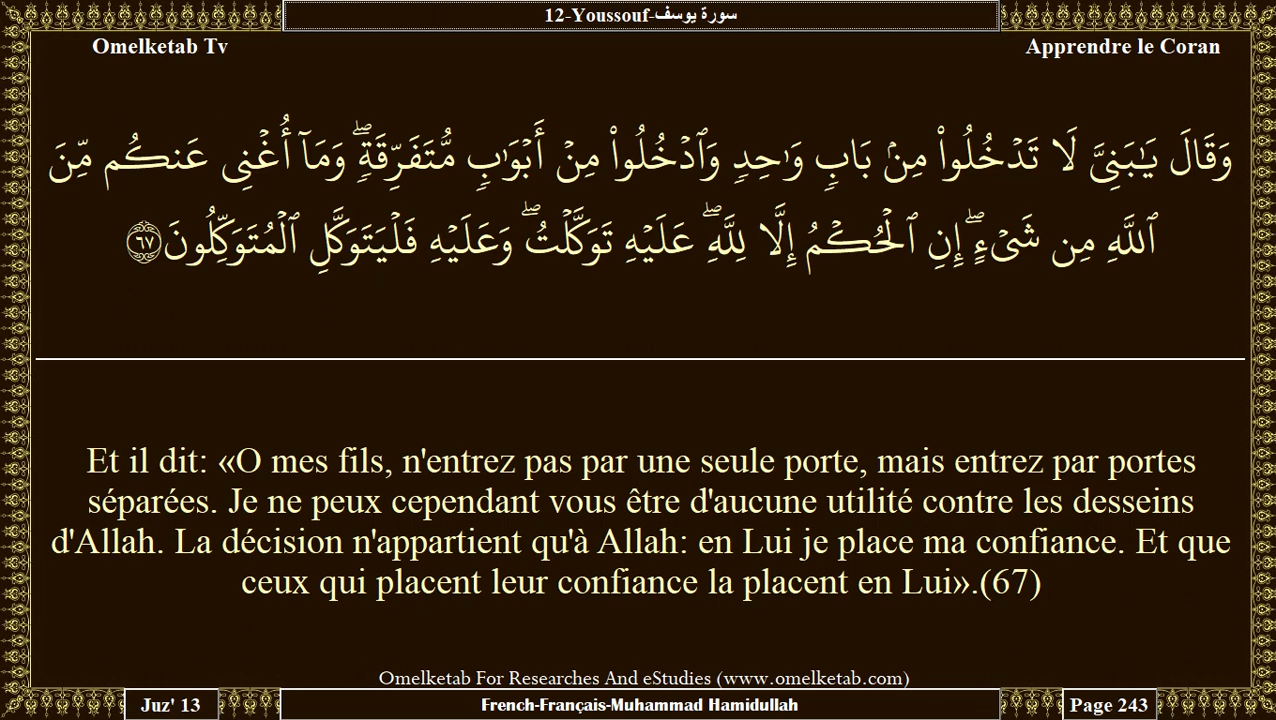 12-Youssouf-سورة يوسف
Omelketab Tv
Apprendre le Coran
وَقَالَ يَـٰبَنِىَّ لَا تَدۡخُلُواْ مِنۢ بَابٖ وَٰحِدٖ وَٱدۡخُلُواْ مِنۡ أَبۡوَٰبٖ مُّتَفَرِّقَةٖۖ وَمَآ أُغۡنِى عَنكُم مِّنَ
ٱللَّهِ مِن شَىۡءٍۖ إِنِ ٱلۡحُكۡمُ إِلَّا لِلَّهِۖ عَلَيۡهِ تَوَكَّلۡتُۖ وَعَلَيۡهِ فَلۡيَتَوَكَّلِ ٱلۡمُتَوَكِّلُونَ ٦٧
Et il dit: «O mes fils, n'entrez pas par une seule porte, mais entrez par portes
séparées. Je ne peux cependant vous être d'aucune utilité contre les desseins
d'Allah. La décision n'appartient qu'à Allah: en Lui je place ma confiance. Et que
ceux qui placent leur confiance la placent en Lui».(67)
Omelketab For Researches And eStudies (www.omelketab.com)
Juz' 13
French-Français-Muhammad Hamidullah
Page 243